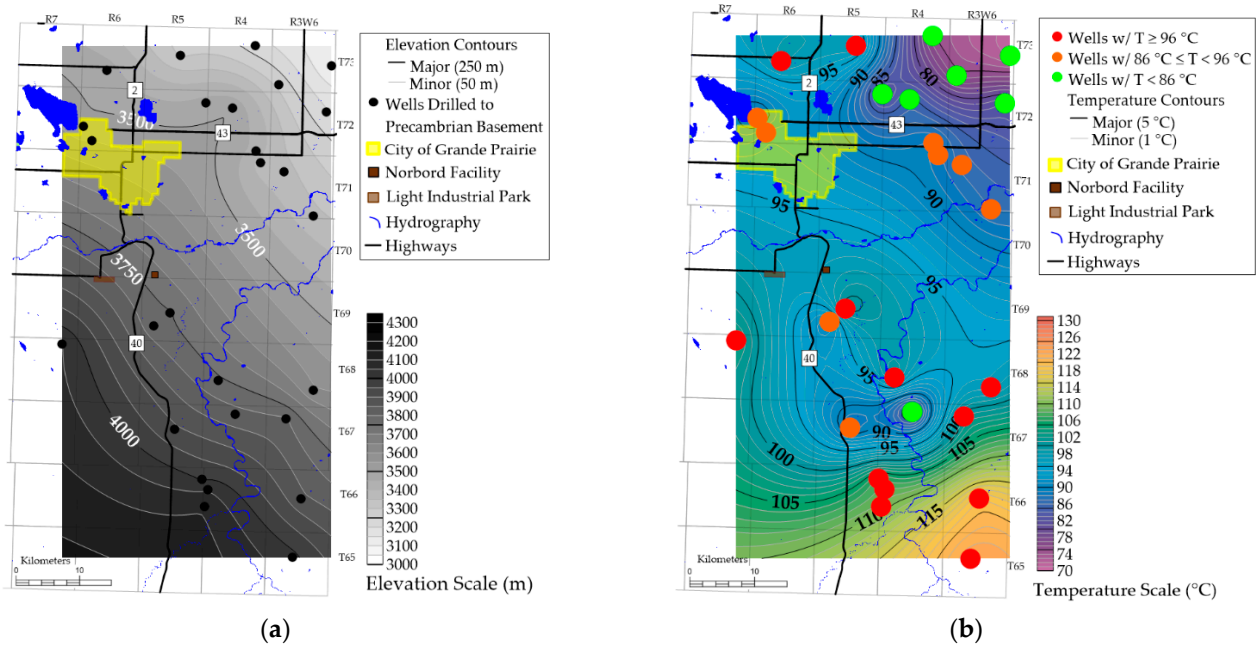 R7
R6
R5
R4
R3W6
T73
T72
T71
T70
T69
T68
T67
T66
T65
2
43
40
3500
3500
3750
4000
Kilometers
0
10
Elevation Contours
Major (250 m)
Minor (50 m)
Wells Drilled to
Precambrian Basement
City of Grande Prairie
Norbord Facility
Light Industrial Park
Hydrography
Highways
4300
4200
4100
4000
3900
3800
3750
3700
3600
3500
3400
3300
3200
3100
3000
Elevation Scale (m)
(a)
R7
R6
R5
R4
R3W6
T73
T72
T71
T70
T69
T68
T67
T66
T65
2
43
40
95
90
85
80
90
95
95
95
90
95
100
100
105
105
110
115
Kilometers
0
10
Wells w/ T ≥ 96 °C
Wells w/ 86 °C ≤ T < 96 °C
Wells w/ T < 86 °C
Temperature Contours
Major (5 °C)
Minor (1 °C)
City of Grande Prairie
Norbord Facility
Light Industrial Park
Hydrography
Highways
130
126
122
118
114
110
106
102
98
94
90
86
82
78
74
70
Temperature Scale (°C)
(b)